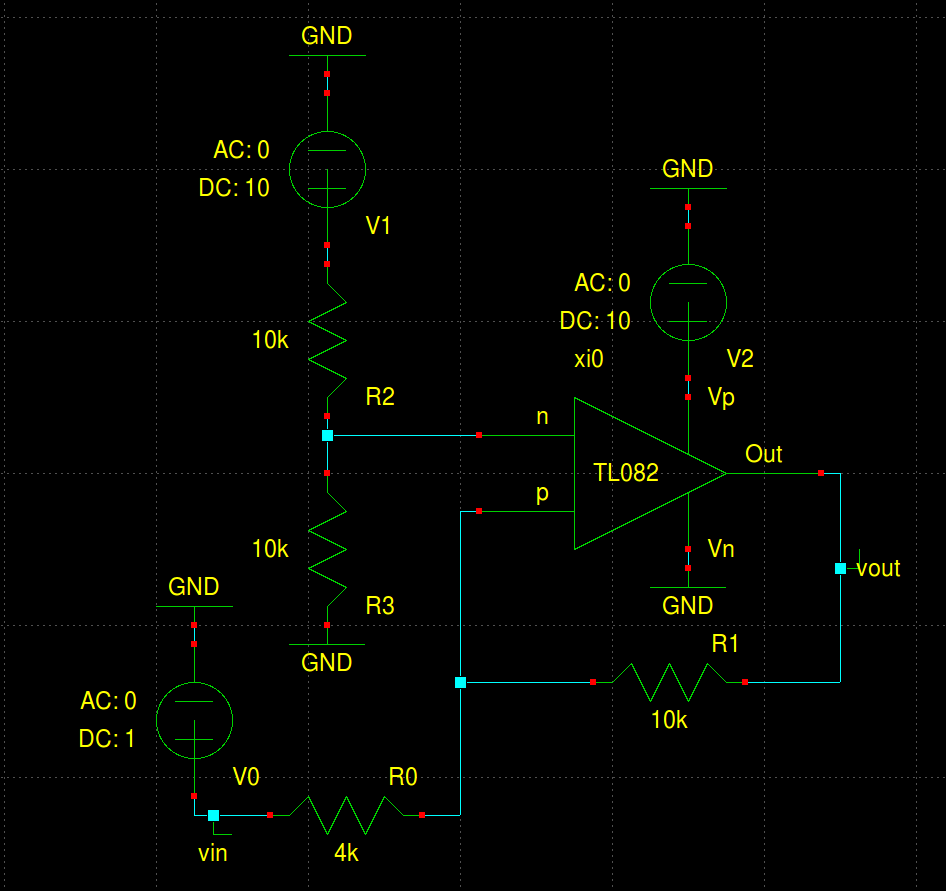 GND
AC: 0
DC: 10
V1
GND
AC: 0
DC: 10
xi0
V2
10k
R2
Vp
n
Out
TL082
p
10k
Vn
vout
GND
R3
GND
R1
GND
AC: 0
DC: 1
10k
V0
R0
vin
4k